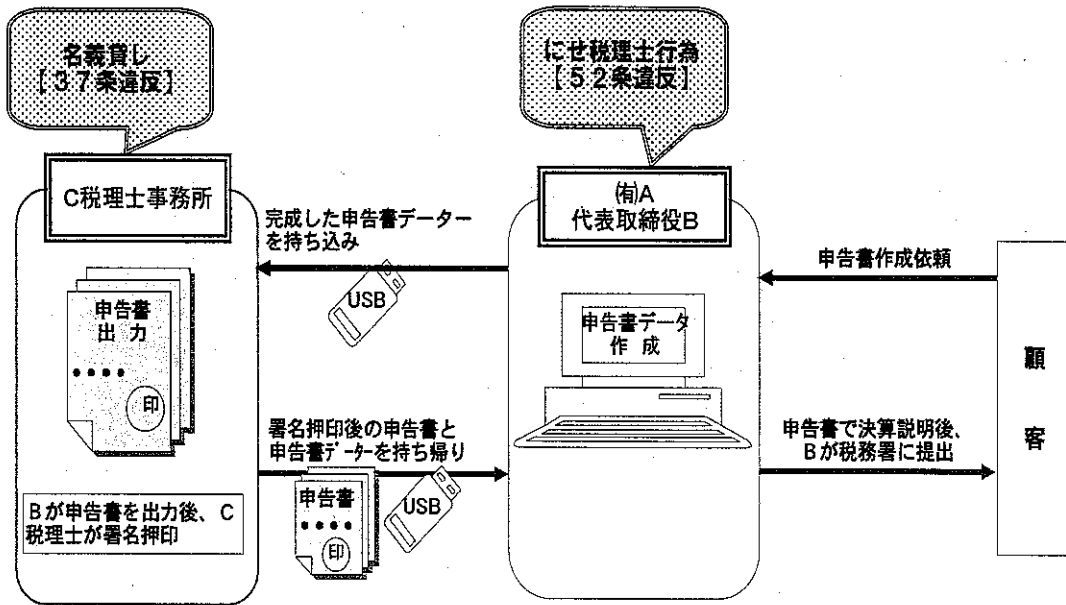 名義貸し
【37条違反】
にせ税理士行為
【52条違反】
C税理士事務所
㈲A
代表取締役B
完成した申告書データー
を持ち込み
USB
申告書作成依頼
申告書
出 力
印
申告書データ
作 成
顧
客
署名押印後の申告書と
申告書データーを持ち帰り
申告書
印
USB
申告書で決算説明後、
Bが税務署に提出
Bが申告書を出力後、C
税理士が署名押印